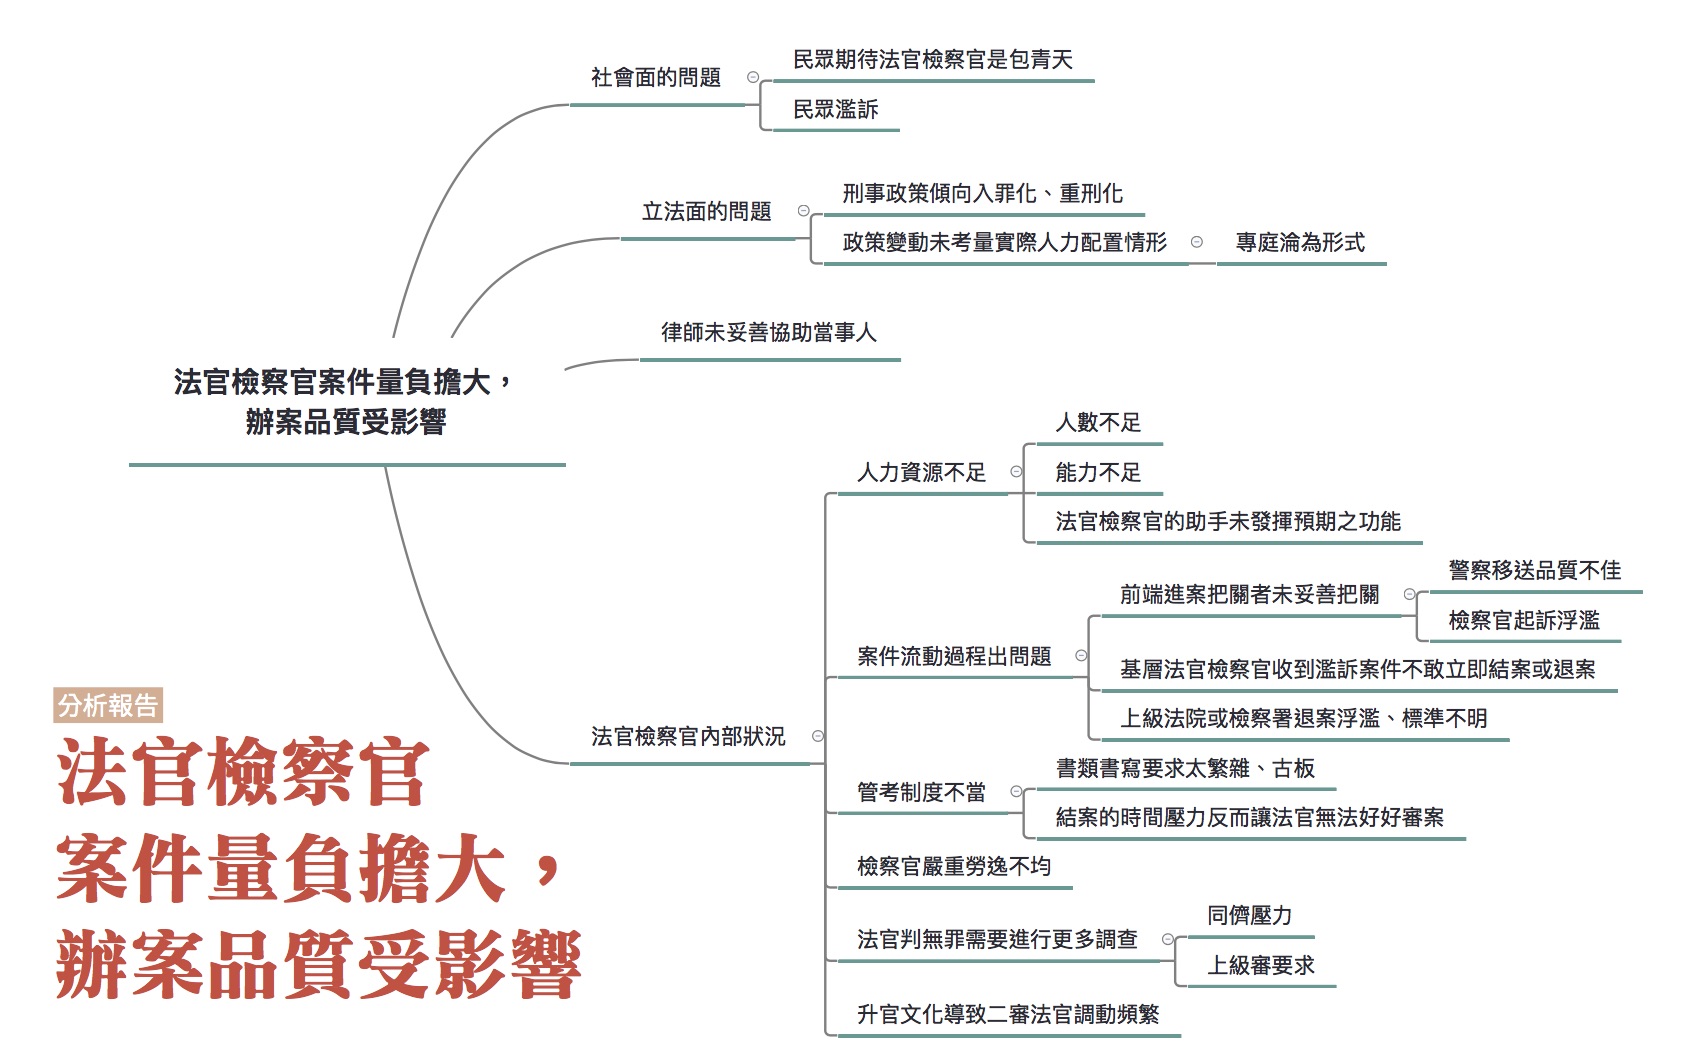 民眾期待法官檢察官是包青天
社會面的問題
民眾濫訴
刑事政策傾向入罪化、重刑化
立法面的問題
政策變動未考量實際人力配置情形
專庭淪為形式
律師未妥善協助當事人
法官檢察官案件量負擔大，
辦案品質受影響
人數不足
人力資源不足
能力不足
法官檢察官的助手未發揮預期之功能
警察移送品質不佳
前端進案把關者未妥善把關
檢察官起訴浮濫
案件流動過程出問題
基層法官檢察官收到濫訴案件不敢立即結案或退案
上級法院或檢察署退案浮濫、標準不明
法官檢察官內部狀況
書類書寫要求太繁雜、古板
管考制度不當
結案的時間壓力反而讓法官無法好好審案
檢察官嚴重勞逸不均
同儕壓力
法官判無罪需要進行更多調查
上級審要求
升官文化導致二審法官調動頻繁
分析報告
法官檢察官
案件量負擔大，
辦案品質受影響